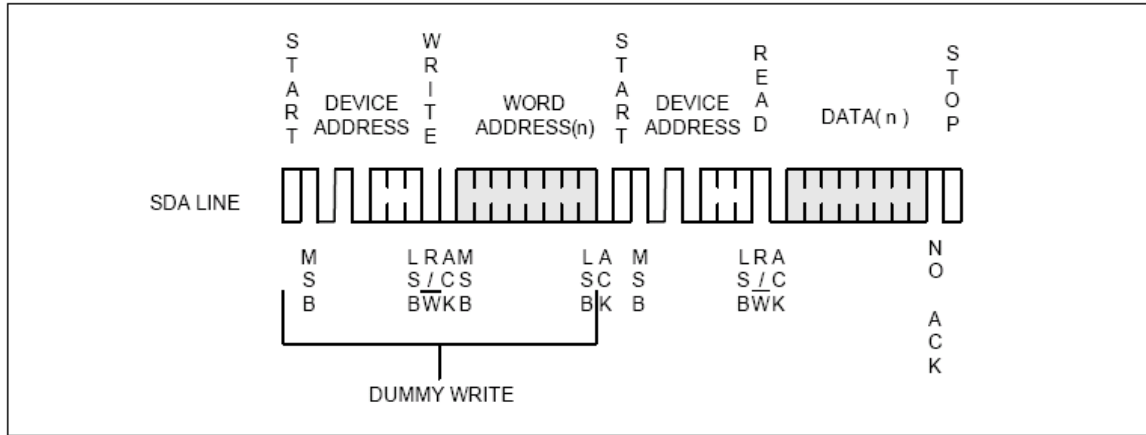 START
DEVICE ADDRESS
WRITE
WORD ADDRESS(n)
START
DEVICE ADDRESS
READ
DATA( n )
STOP
SDA LINE
MSB
LSB
R/W
ACK
MSB
LSB
ACK
MSB
LSB
R/W
ACK
NO ACK
DUMMY WRITE